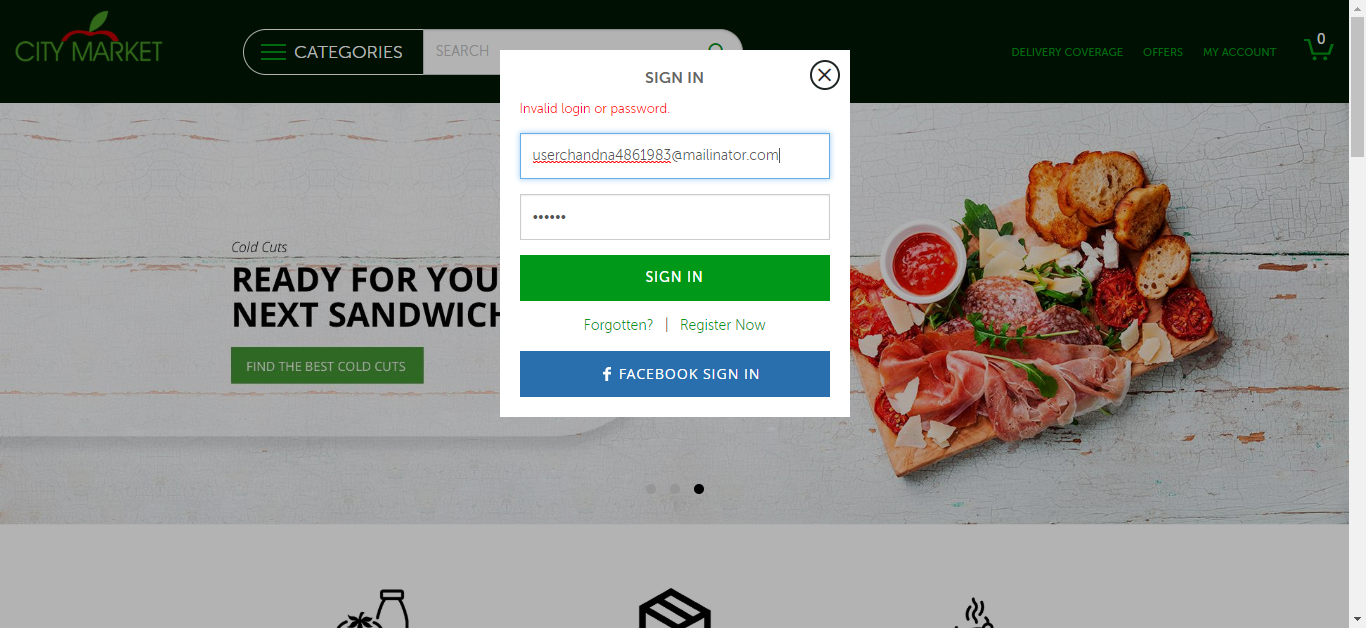 CITY MARKET
CATEGORIES
SEARCH
DELIVERY COVERAGE
OFFERS
MY ACCOUNT
0
SIGN IN
Invalid login or password.
userchandna4861983@mailinator.com
••••••
SIGN IN
Forgotten? | Register Now
FACEBOOK SIGN IN
Cold Cuts
READY FOR YOU
NEXT SANDWICH
FIND THE BEST COLD CUTS